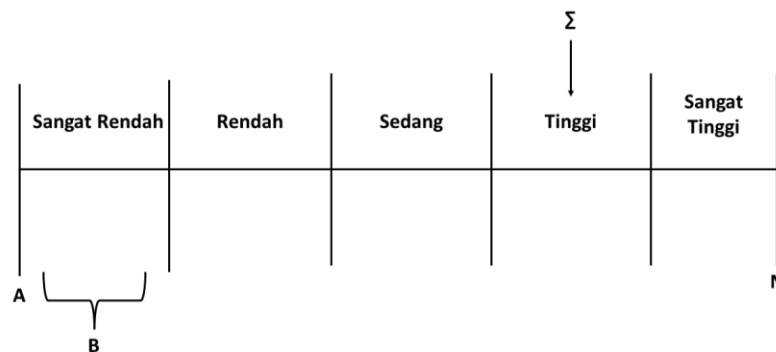 Σ
Sangat Rendah
Rendah
Sedang
Tinggi
Sangat
Tinggi
A
B